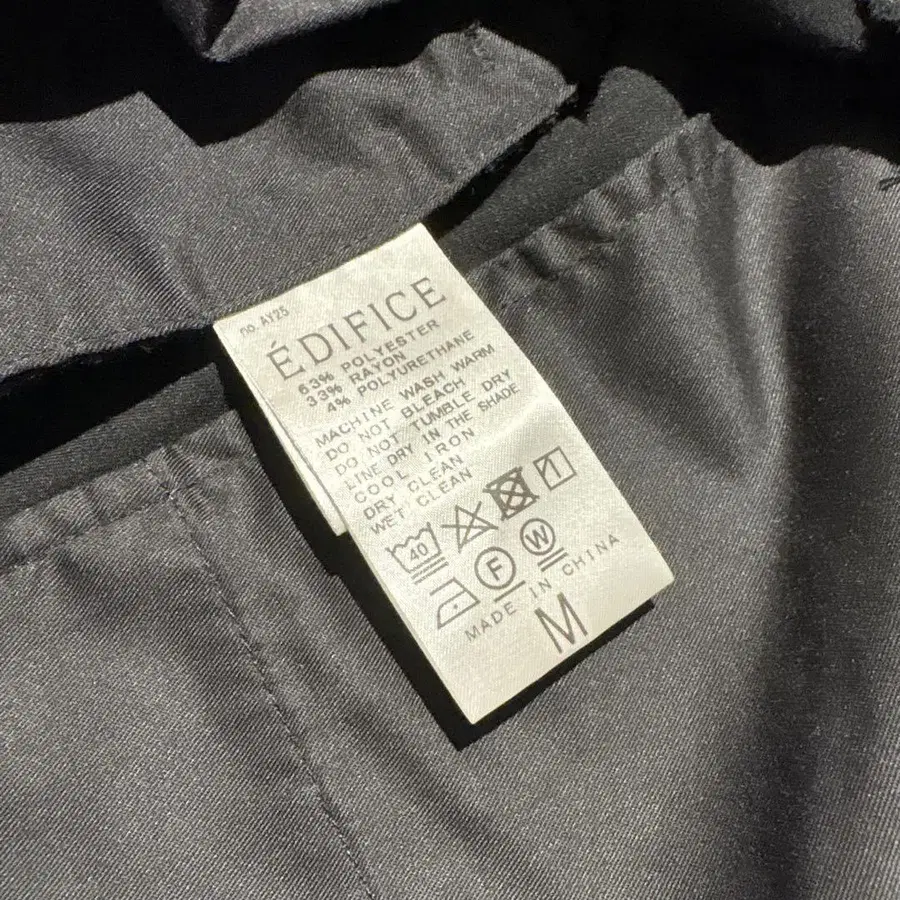 no. AY25
ÉDIFICE
63% POLYESTER
33% RAYON
4% POLYURETHANE
MACHINE WASH WARM
DO NOT BLEACH
DO NOT TUMBLE DRY
LINE DRY IN THE SHADE
COOL IRON
DRY CLEAN
WET CLEAN
40
F W
MADE IN CHINA
M